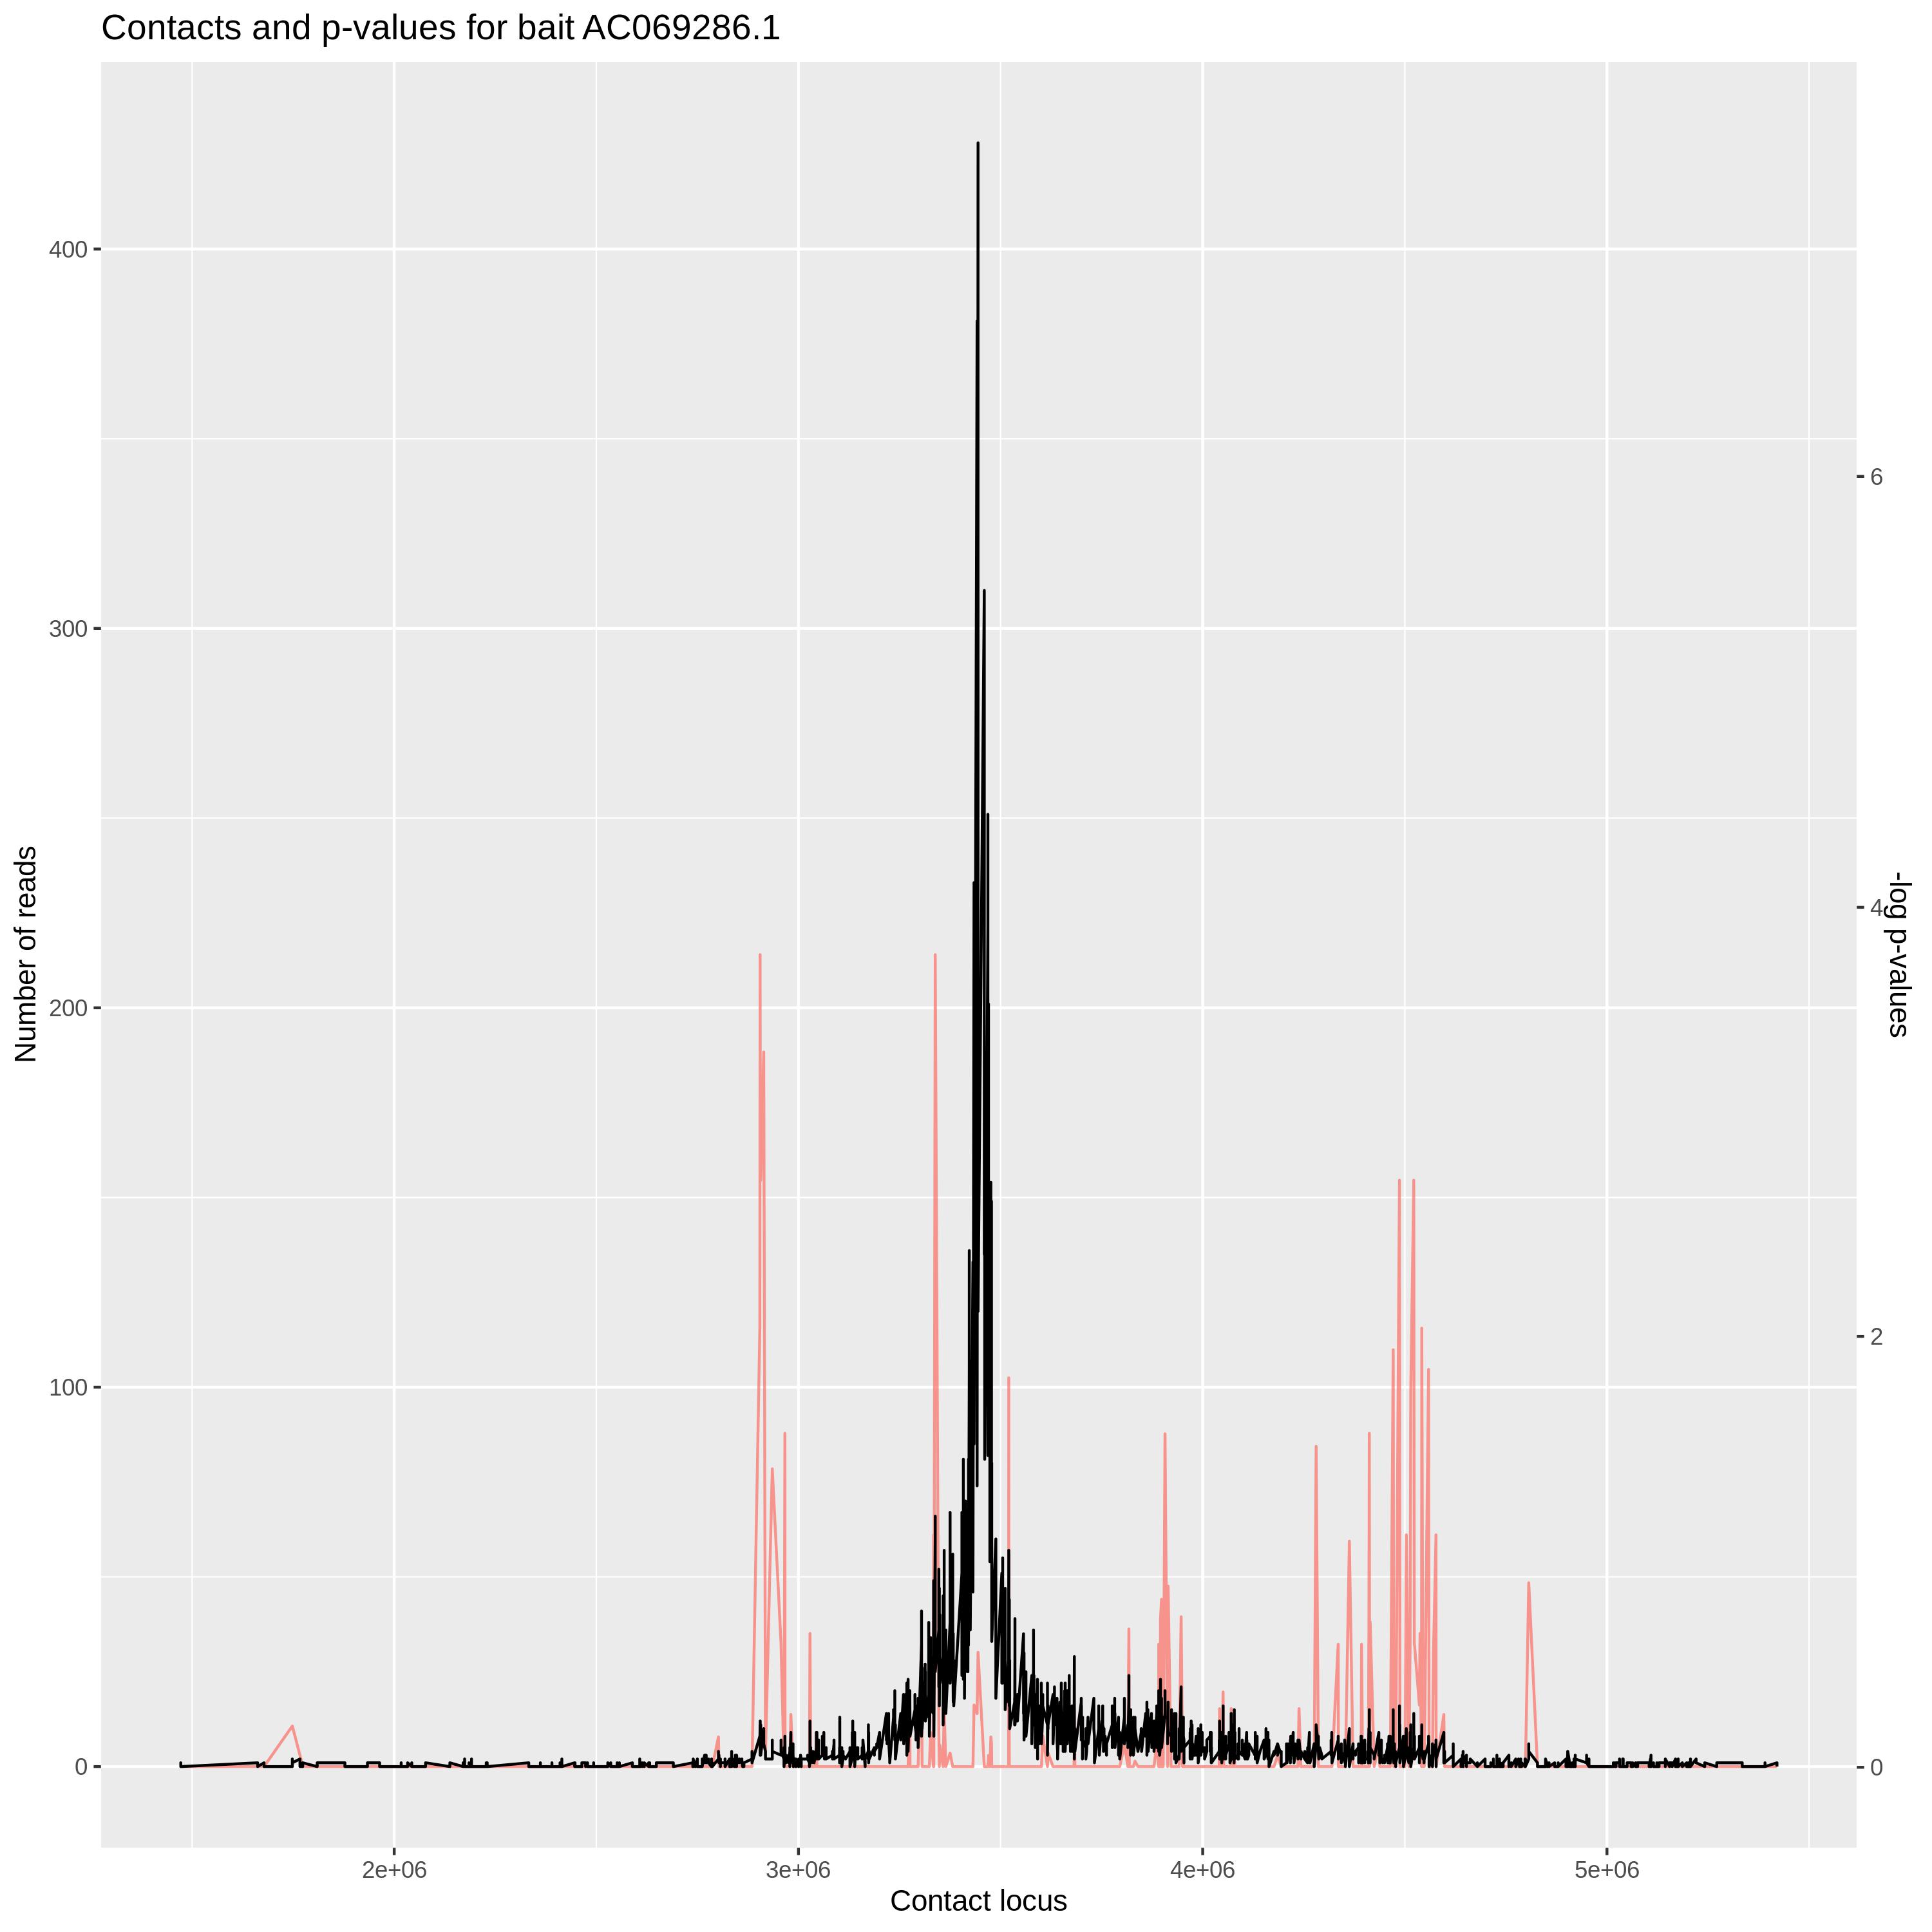 Contacts and p-values for bait AC069286.1
400
300
200
100
0
Number of reads
6
4
2
0
-log p-values
2e+06
3e+06
4e+06
5e+06
Contact locus